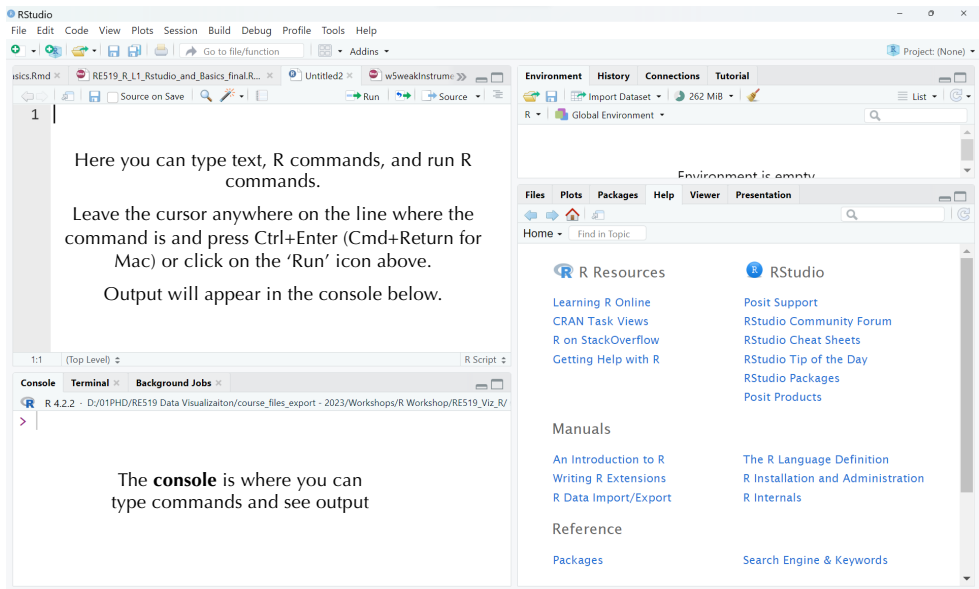 RStudio
File Edit Code View Plots Session Build Debug Profile Tools Help
Go to file/function Addins Project: (None)
sics.Rmd RE519_R_L1_Rstudio_and_Basics_final.R... Untitled2 w5weakInstrume
Source on Save Run Source
1
Here you can type text, R commands, and run R
commands.
Leave the cursor anywhere on the line where the
command is and press Ctrl+Enter (Cmd+Return for
Mac) or click on the ‘Run’ icon above.
Output will appear in the console below.
1:1 (Top Level) R Script
Console Terminal Background Jobs
R 4.2.2 · D:/01PHD/RE519 Data Visualizaiton/course_files_export - 2023/Workshops/R Workshop/RE519_Viz_R/
>
The console is where you can
type commands and see output
Environment History Connections Tutorial
Import Dataset 262 MiB List
R Global Environment
Environment is empty
Files Plots Packages Help Viewer Presentation
Home Find in Topic
R Resources
Learning R Online
CRAN Task Views
R on StackOverflow
Getting Help with R
RStudio
Posit Support
RStudio Community Forum
RStudio Cheat Sheets
RStudio Tip of the Day
RStudio Packages
Posit Products
Manuals
An Introduction to R
Writing R Extensions
R Data Import/Export
The R Language Definition
R Installation and Administration
R Internals
Reference
Packages
Search Engine & Keywords